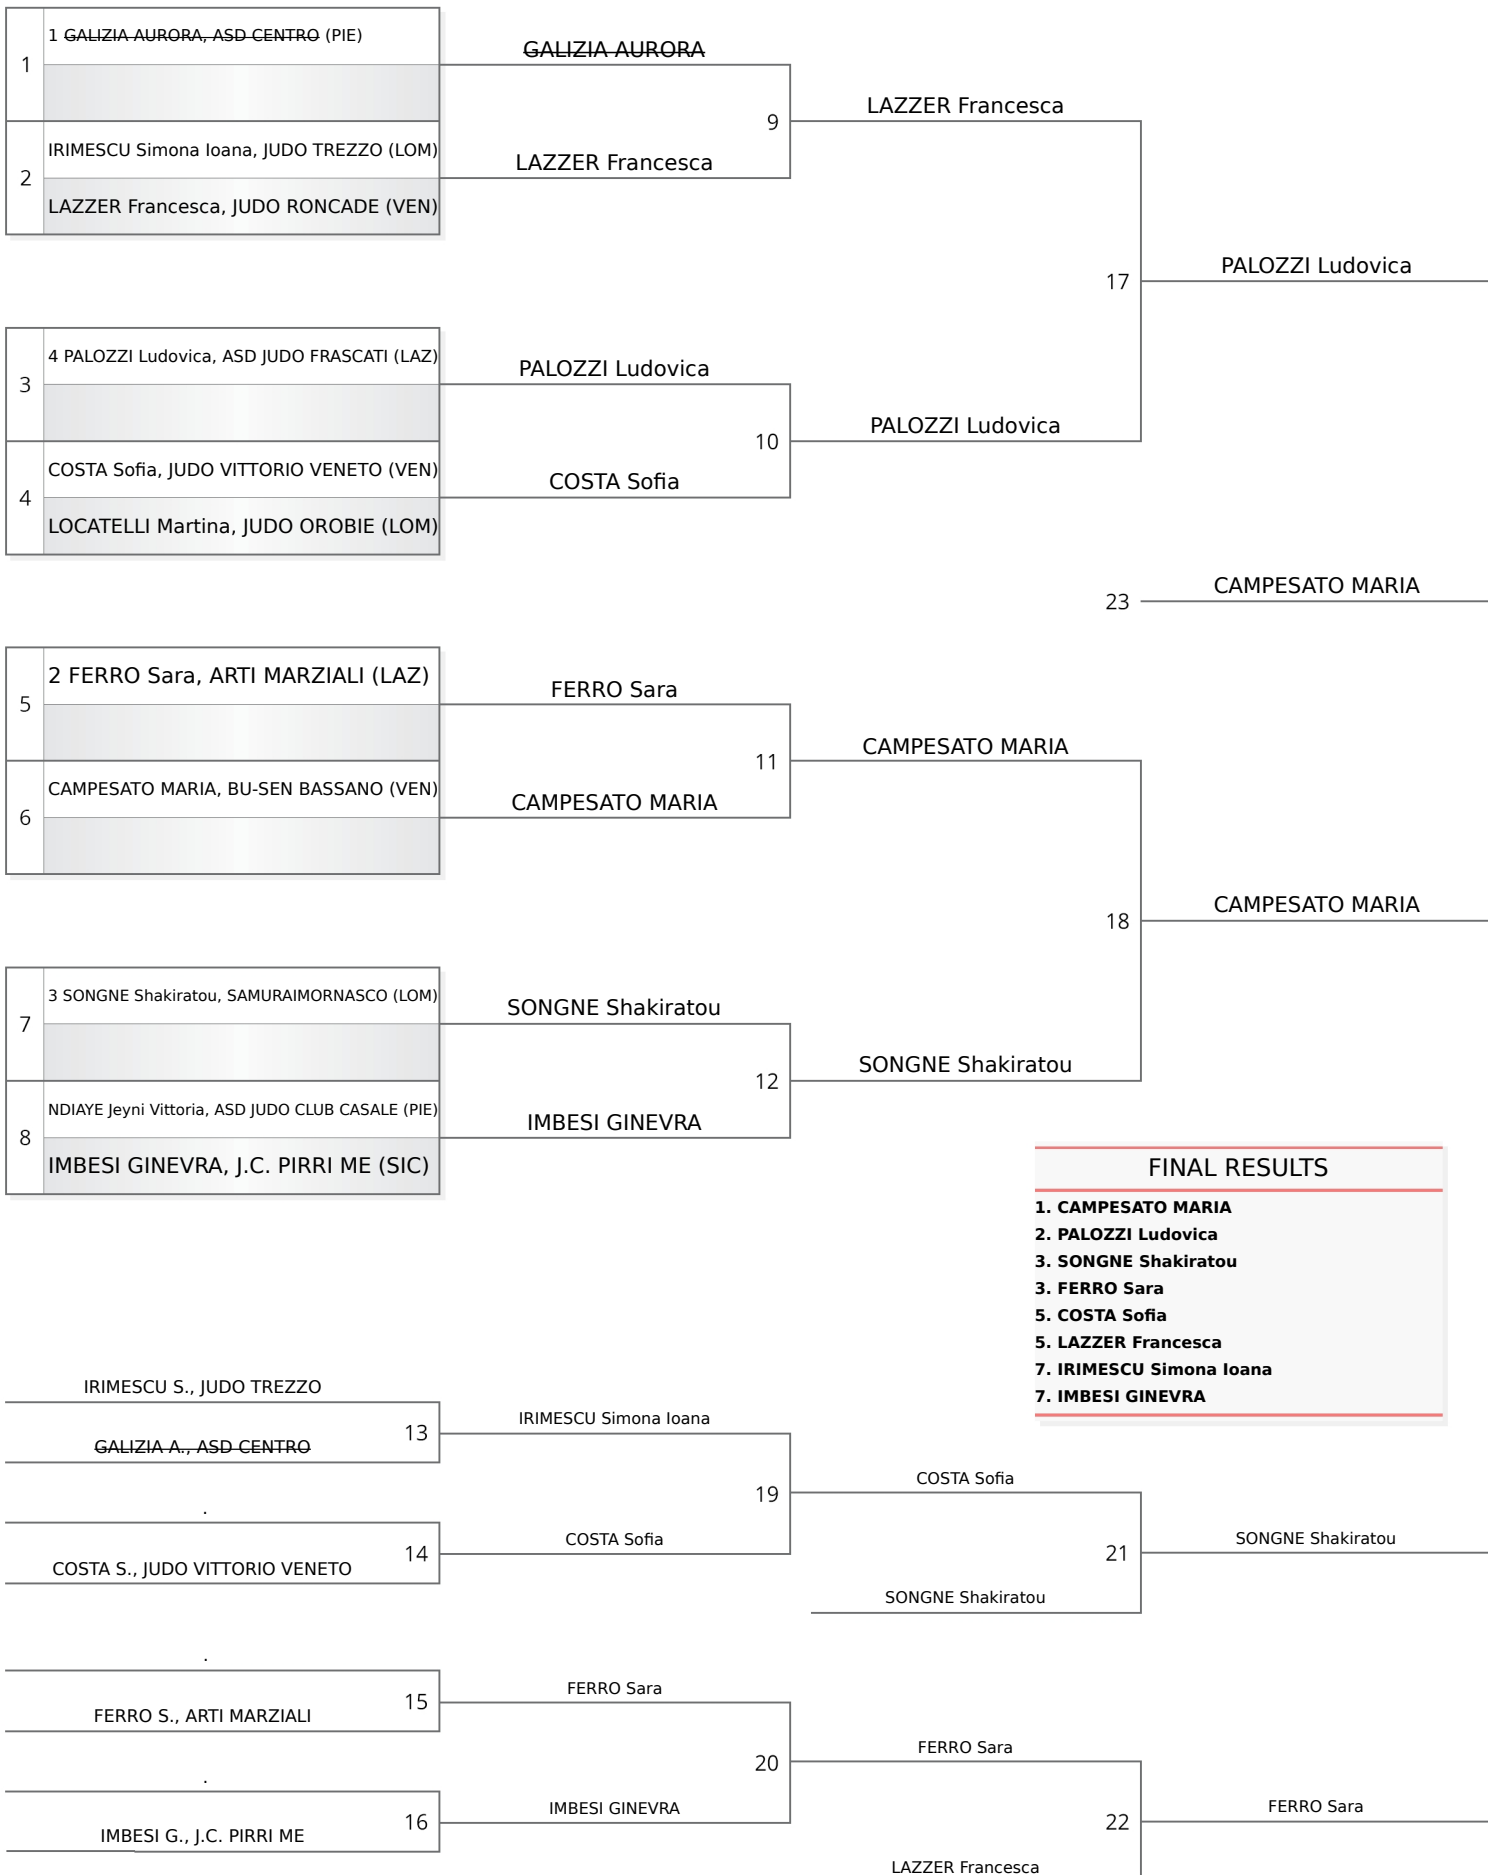 1 GALIZIA AURORA, ASD CENTRO (PIE)
1
IRIMESCU Simona Ioana, JUDO TREZZO (LOM)
2
LAZZER Francesca, JUDO RONCADE (VEN)
GALIZIA AURORA
9
LAZZER Francesca
LAZZER Francesca
17
PALOZZI Ludovica
4 PALOZZI Ludovica, ASD JUDO FRASCATI (LAZ)
3
COSTA Sofia, JUDO VITTORIO VENETO (VEN)
4
LOCATELLI Martina, JUDO OROBIE (LOM)
PALOZZI Ludovica
10
COSTA Sofia
PALOZZI Ludovica
23
CAMPESATO MARIA
2 FERRO Sara, ARTI MARZIALI (LAZ)
5
CAMPESATO MARIA, BU-SEN BASSANO (VEN)
6
FERRO Sara
11
CAMPESATO MARIA
CAMPESATO MARIA
18
CAMPESATO MARIA
3 SONGNE Shakiratou, SAMURAIMORNASCO (LOM)
7
NDIAYE Jeyni Vittoria, ASD JUDO CLUB CASALE (PIE)
8
IMBESI GINEVRA, J.C. PIRRI ME (SIC)
SONGNE Shakiratou
12
IMBESI GINEVRA
SONGNE Shakiratou
FINAL RESULTS
1. CAMPESATO MARIA
2. PALOZZI Ludovica
3. SONGNE Shakiratou
3. FERRO Sara
5. COSTA Sofia
5. LAZZER Francesca
7. IRIMESCU Simona Ioana
7. IMBESI GINEVRA
IRIMESCU S., JUDO TREZZO
13
GALIZIA A., ASD CENTRO
IRIMESCU Simona Ioana
.
14
COSTA S., JUDO VITTORIO VENETO
COSTA Sofia
19
COSTA Sofia
21
SONGNE Shakiratou
SONGNE Shakiratou
.
15
FERRO S., ARTI MARZIALI
FERRO Sara
.
16
IMBESI G., J.C. PIRRI ME
IMBESI GINEVRA
20
FERRO Sara
22
LAZZER Francesca
FERRO Sara